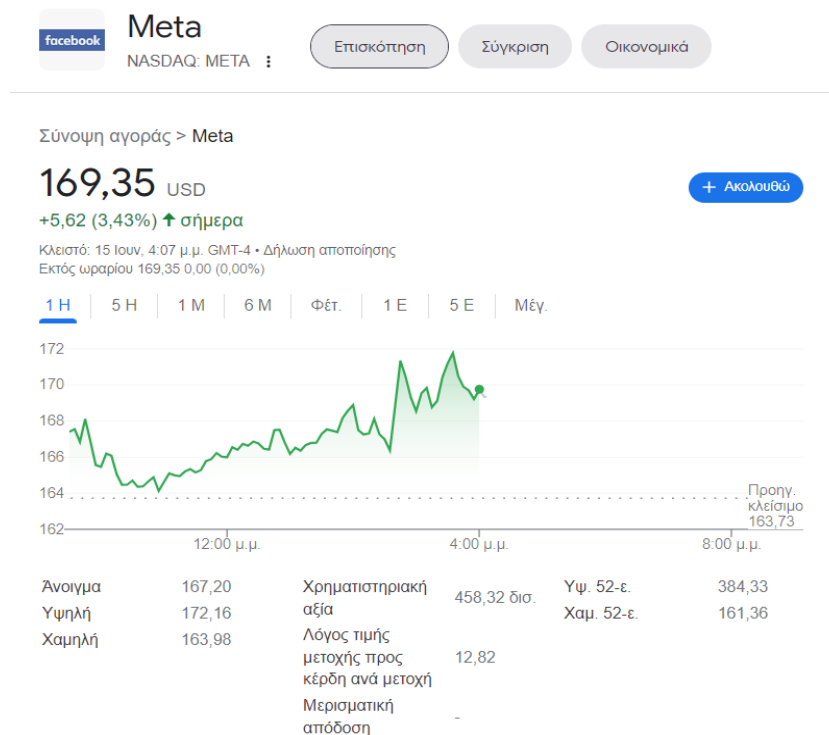 facebook
Meta
NASDAQ: META
Επισκόπηση
Σύγκριση
Οικονομικά
Σύνοψη αγοράς > Meta
169,35 USD
+ Ακολουθώ
+5,62 (3,43%) ↑ σήμερα
Κλειστό: 15 Ιουν, 4:07 μ.μ. GMT-4 • Δήλωση αποποίησης
Εκτός ωραρίου 169,35 0,00 (0,00%)
1 Η 5 Η 1 Μ 6 Μ Φέτ. 1 Ε 5 Ε Μέγ.
172
170
168
166
164
162
Προηγ.
κλείσιμο
163,73
12:00 μ.μ. 4:00 μ.μ. 8:00 μ.μ.
Άνοιγμα 167,20
Υψηλή 172,16
Χαμηλή 163,98
Χρηματιστηριακή
αξία 458,32 δισ.
Λόγος τιμής
μετοχής προς 12,82
κέρδη ανά μετοχή
Μερισματική
απόδοση -
Υψ. 52-ε. 384,33
Χαμ. 52-ε. 161,36